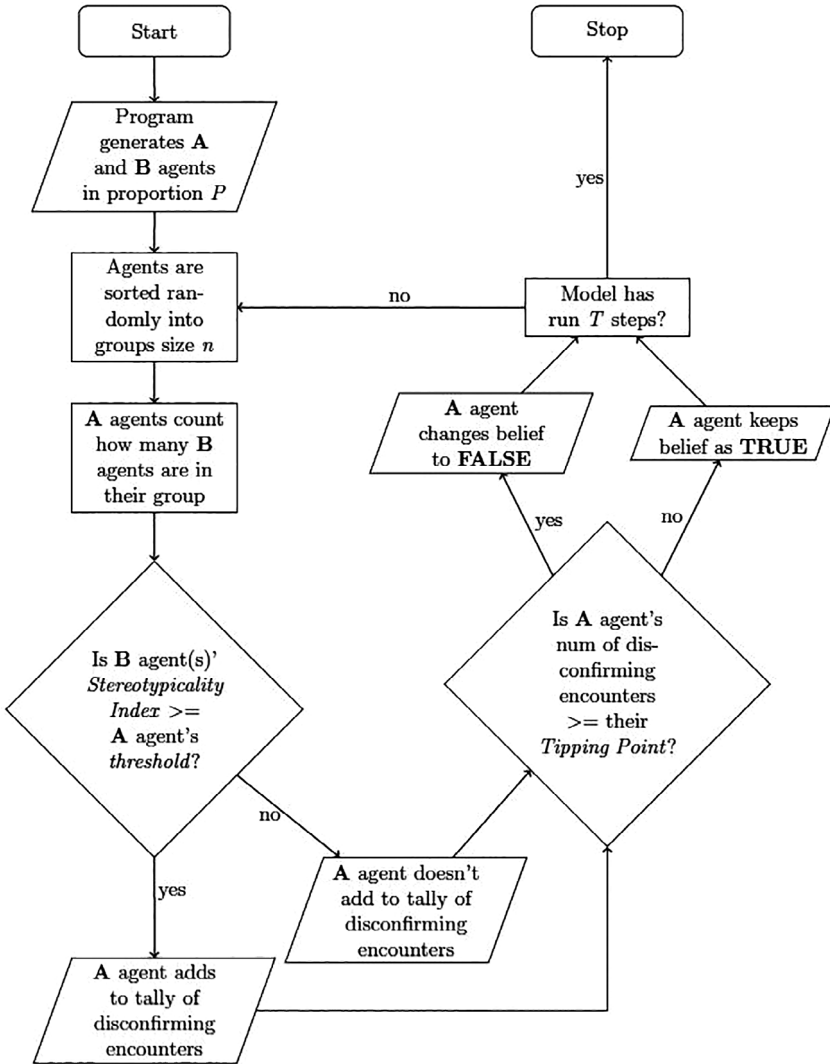 Start
Program
generates A
and B agents
in proportion P
Agents are
sorted ran-
domly into
groups size n
A agents count
how many B
agents are in
their group
Is B agent(s)'
Stereotypicality
Index >=
A agent's
threshold?
yes
no
A agent adds
to tally of
disconfirming
encounters
A agent doesn't
add to tally of
disconfirming
encounters
Is A agent's
num of dis-
confirming
encounters
>= their
Tipping Point?
yes
no
A agent
changes belief
to FALSE
A agent keeps
belief as TRUE
Model has
run T steps?
no
yes
Stop